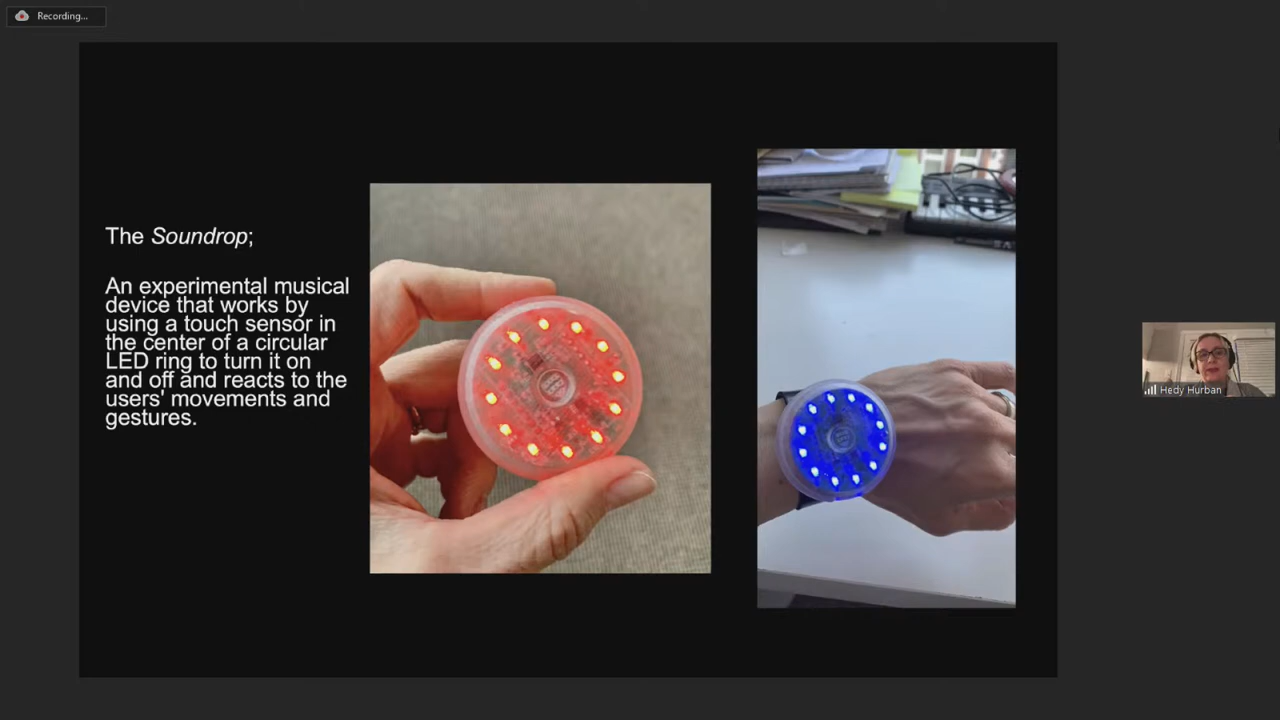 Recording...
The Soundrop;
An experimental musical
device that works by
using a touch sensor in
the center of a circular
LED ring to turn it on
and off and reacts to the
users' movements and
gestures.
Hedy Hurban